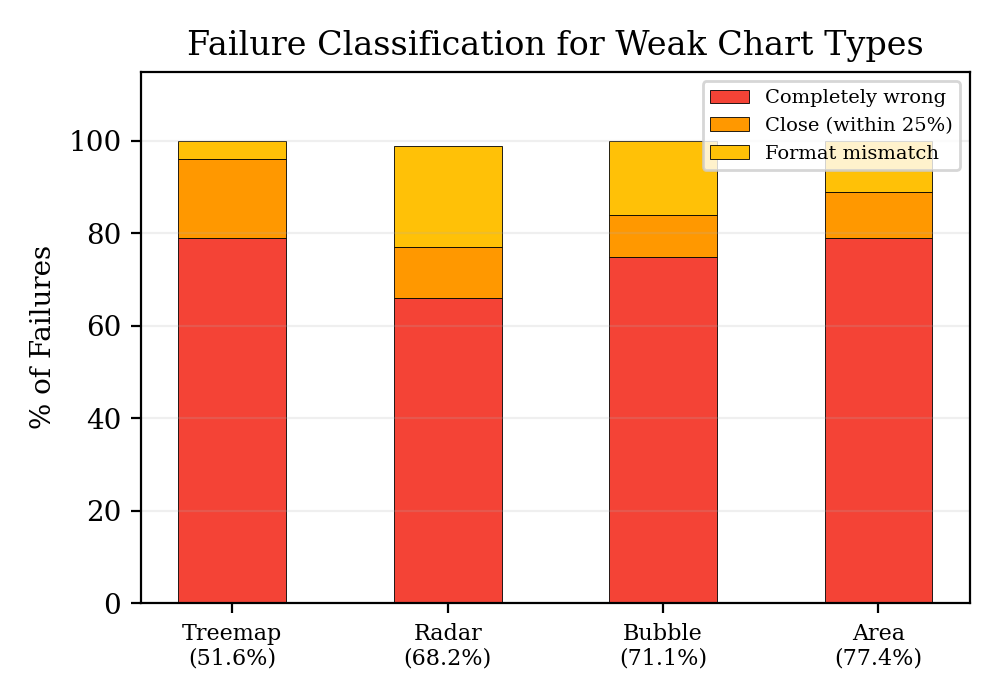 Failure Classification for Weak Chart Types
Completely wrong
Close (within 25%)
Format mismatch
% of Failures
100
80
60
40
20
0
Treemap
(51.6%)
Radar
(68.2%)
Bubble
(71.1%)
Area
(77.4%)